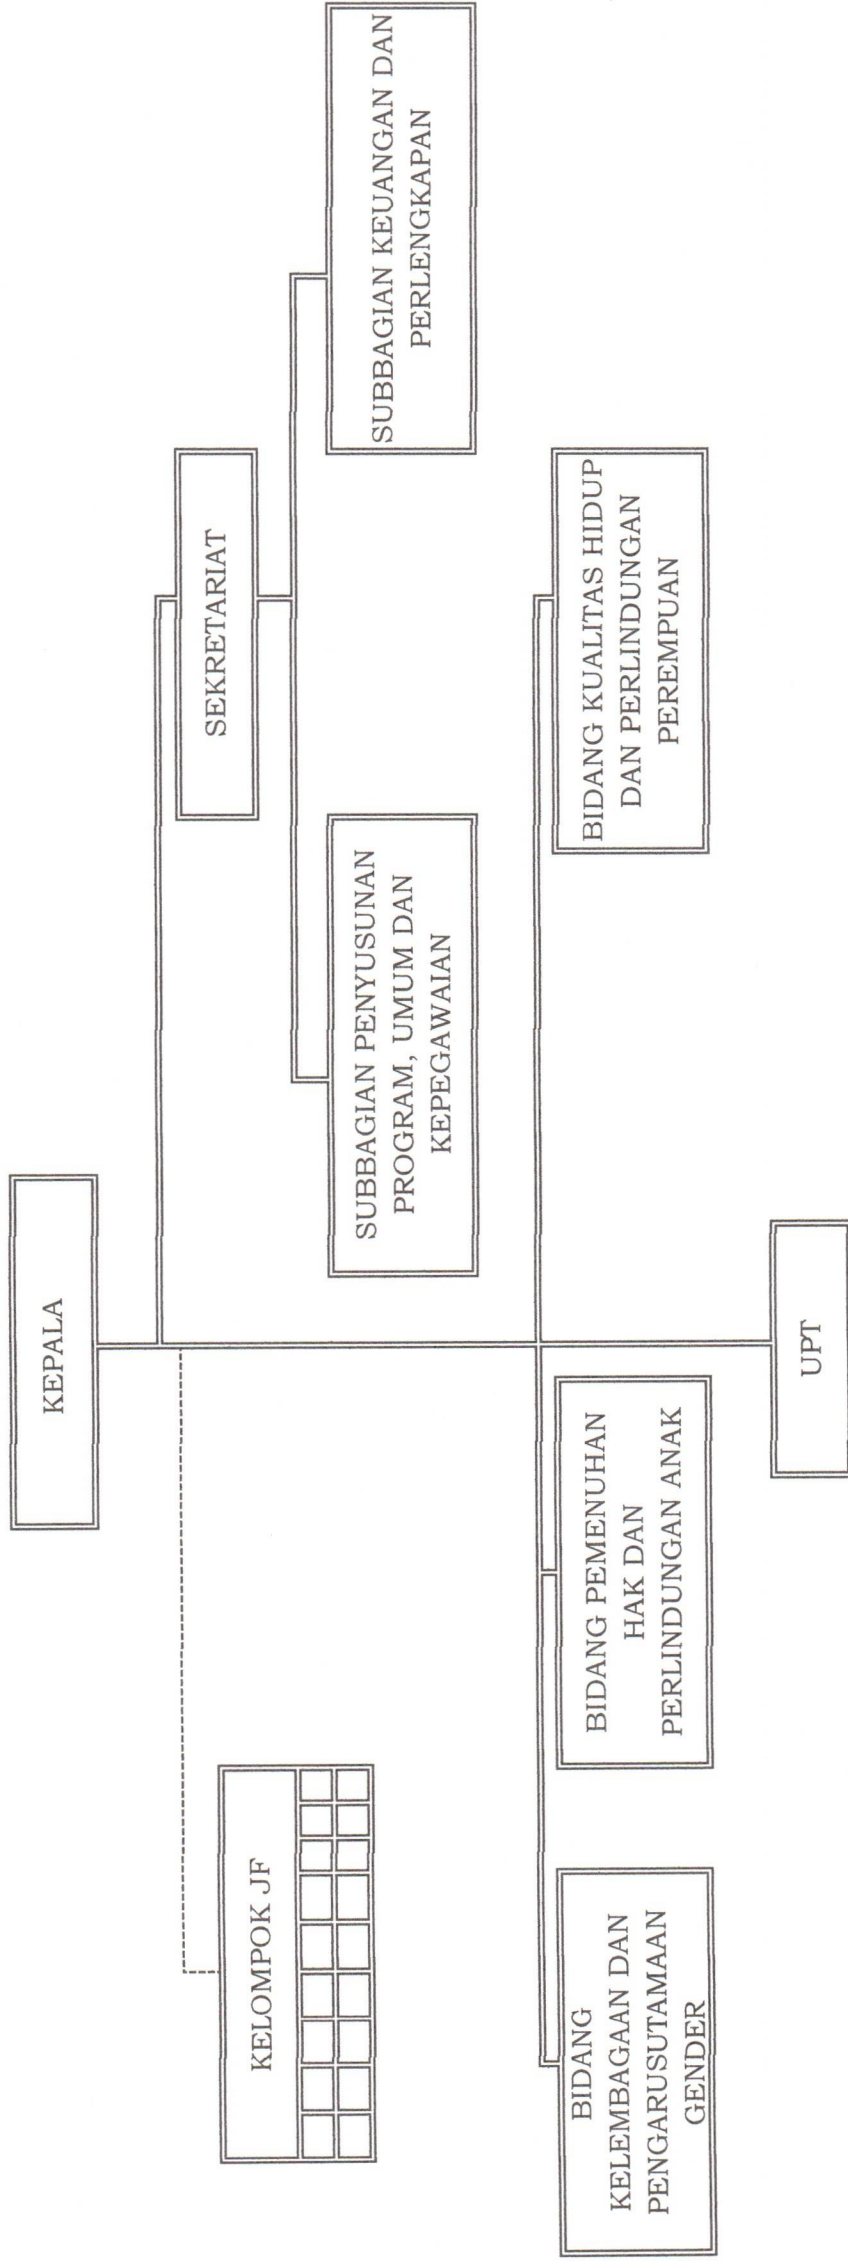 KEPALA
SEKRETARIAT
KELOMPOK JF
SUBBAGIAN PENYUSUNAN
PROGRAM, UMUM DAN
KEPEGAWAIAN
SUBBAGIAN KEUANGAN DAN
PERLENGKAPAN
BIDANG
KELEMBAGAAN DAN
PENGARUSUTAMAAN
GENDER
BIDANG PEMENUHAN
HAK DAN
PERLINDUNGAN ANAK
BIDANG KUALITAS HIDUP
DAN PERLINDUNGAN
PEREMPUAN
UPT